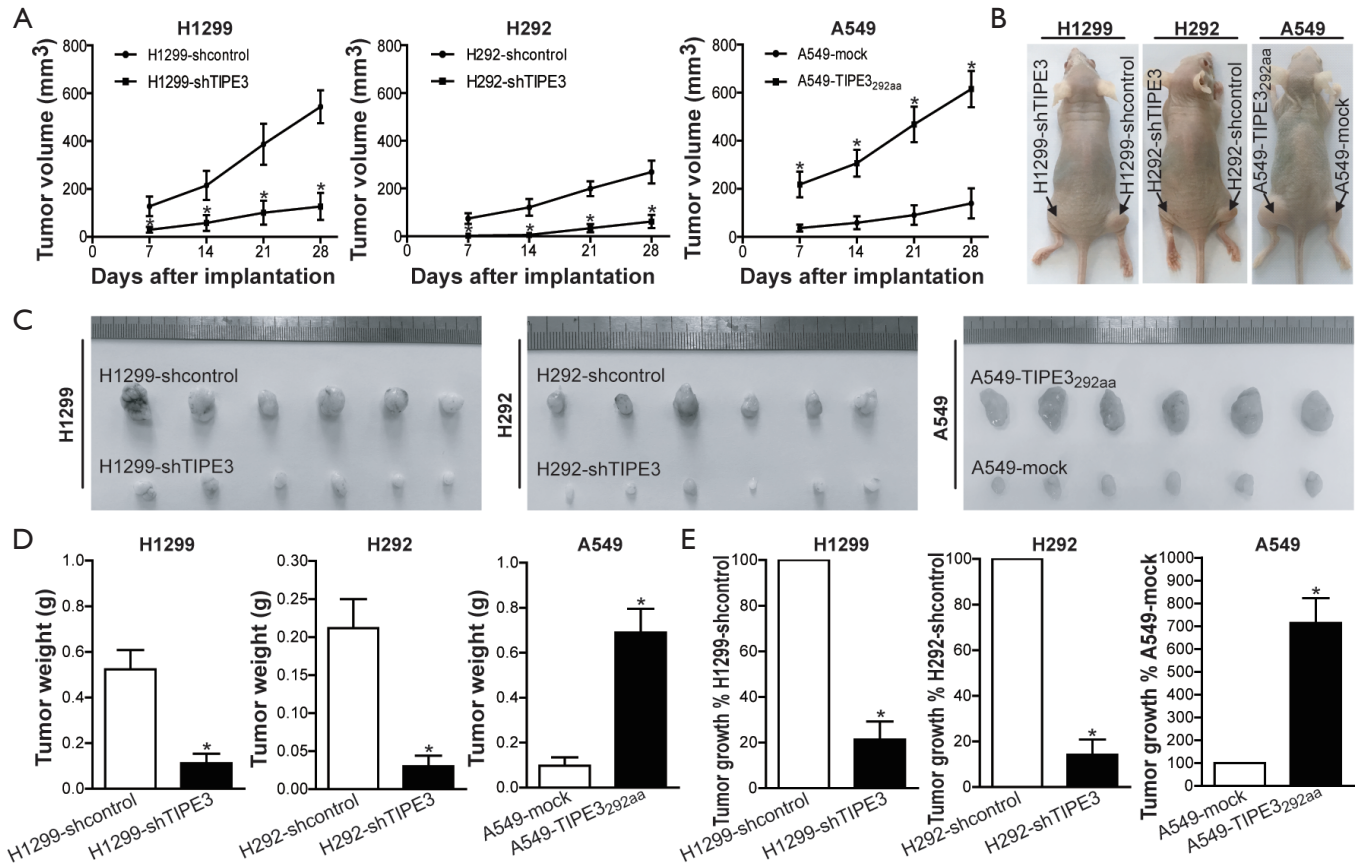 A
H1299
Tumor volume (mm3)
800
600
400
200
0
H1299-shcontrol
H1299-shTIPE3
*
*
*
*
0
7
14
21
28
Days after implantation
H292
Tumor volume (mm3)
800
600
400
200
0
H292-shcontrol
H292-shTIPE3
*
*
*
*
0
7
14
21
28
Days after implantation
A549
Tumor volume (mm3)
800
600
400
200
0
A549-mock
A549-TIPE3292aa
*
*
*
*
0
7
14
21
28
Days after implantation
B
H1299
H292
A549
H1299-shTIPE3
H1299-shcontrol
H292-shTIPE3
H292-shcontrol
A549-TIPE3292aa
A549-mock
C
H1299
H1299-shcontrol
H1299-shTIPE3
H292
H292-shcontrol
H292-shTIPE3
A549
A549-TIPE3292aa
A549-mock
D
H1299
Tumor weight (g)
1.0
0.8
0.6
0.4
0.2
0.0
*
H1299-shcontrol
H1299-shTIPE3
H292
Tumor weight (g)
0.30
0.25
0.20
0.15
0.10
0.05
0.00
*
H292-shcontrol
H292-shTIPE3
A549
Tumor weight (g)
1.0
0.8
0.6
0.4
0.2
0.0
*
A549-mock
A549-TIPE3292aa
E
H1299
Tumor growth % H1299-shcontrol
100
80
60
40
20
0
*
H1299-shcontrol
H1299-shTIPE3
H292
Tumor growth % H292-shcontrol
100
80
60
40
20
0
*
H292-shcontrol
H292-shTIPE3
A549
Tumor growth % A549-mock
1000
900
800
700
600
500
400
300
200
100
0
*
A549-mock
A549-TIPE3292aa